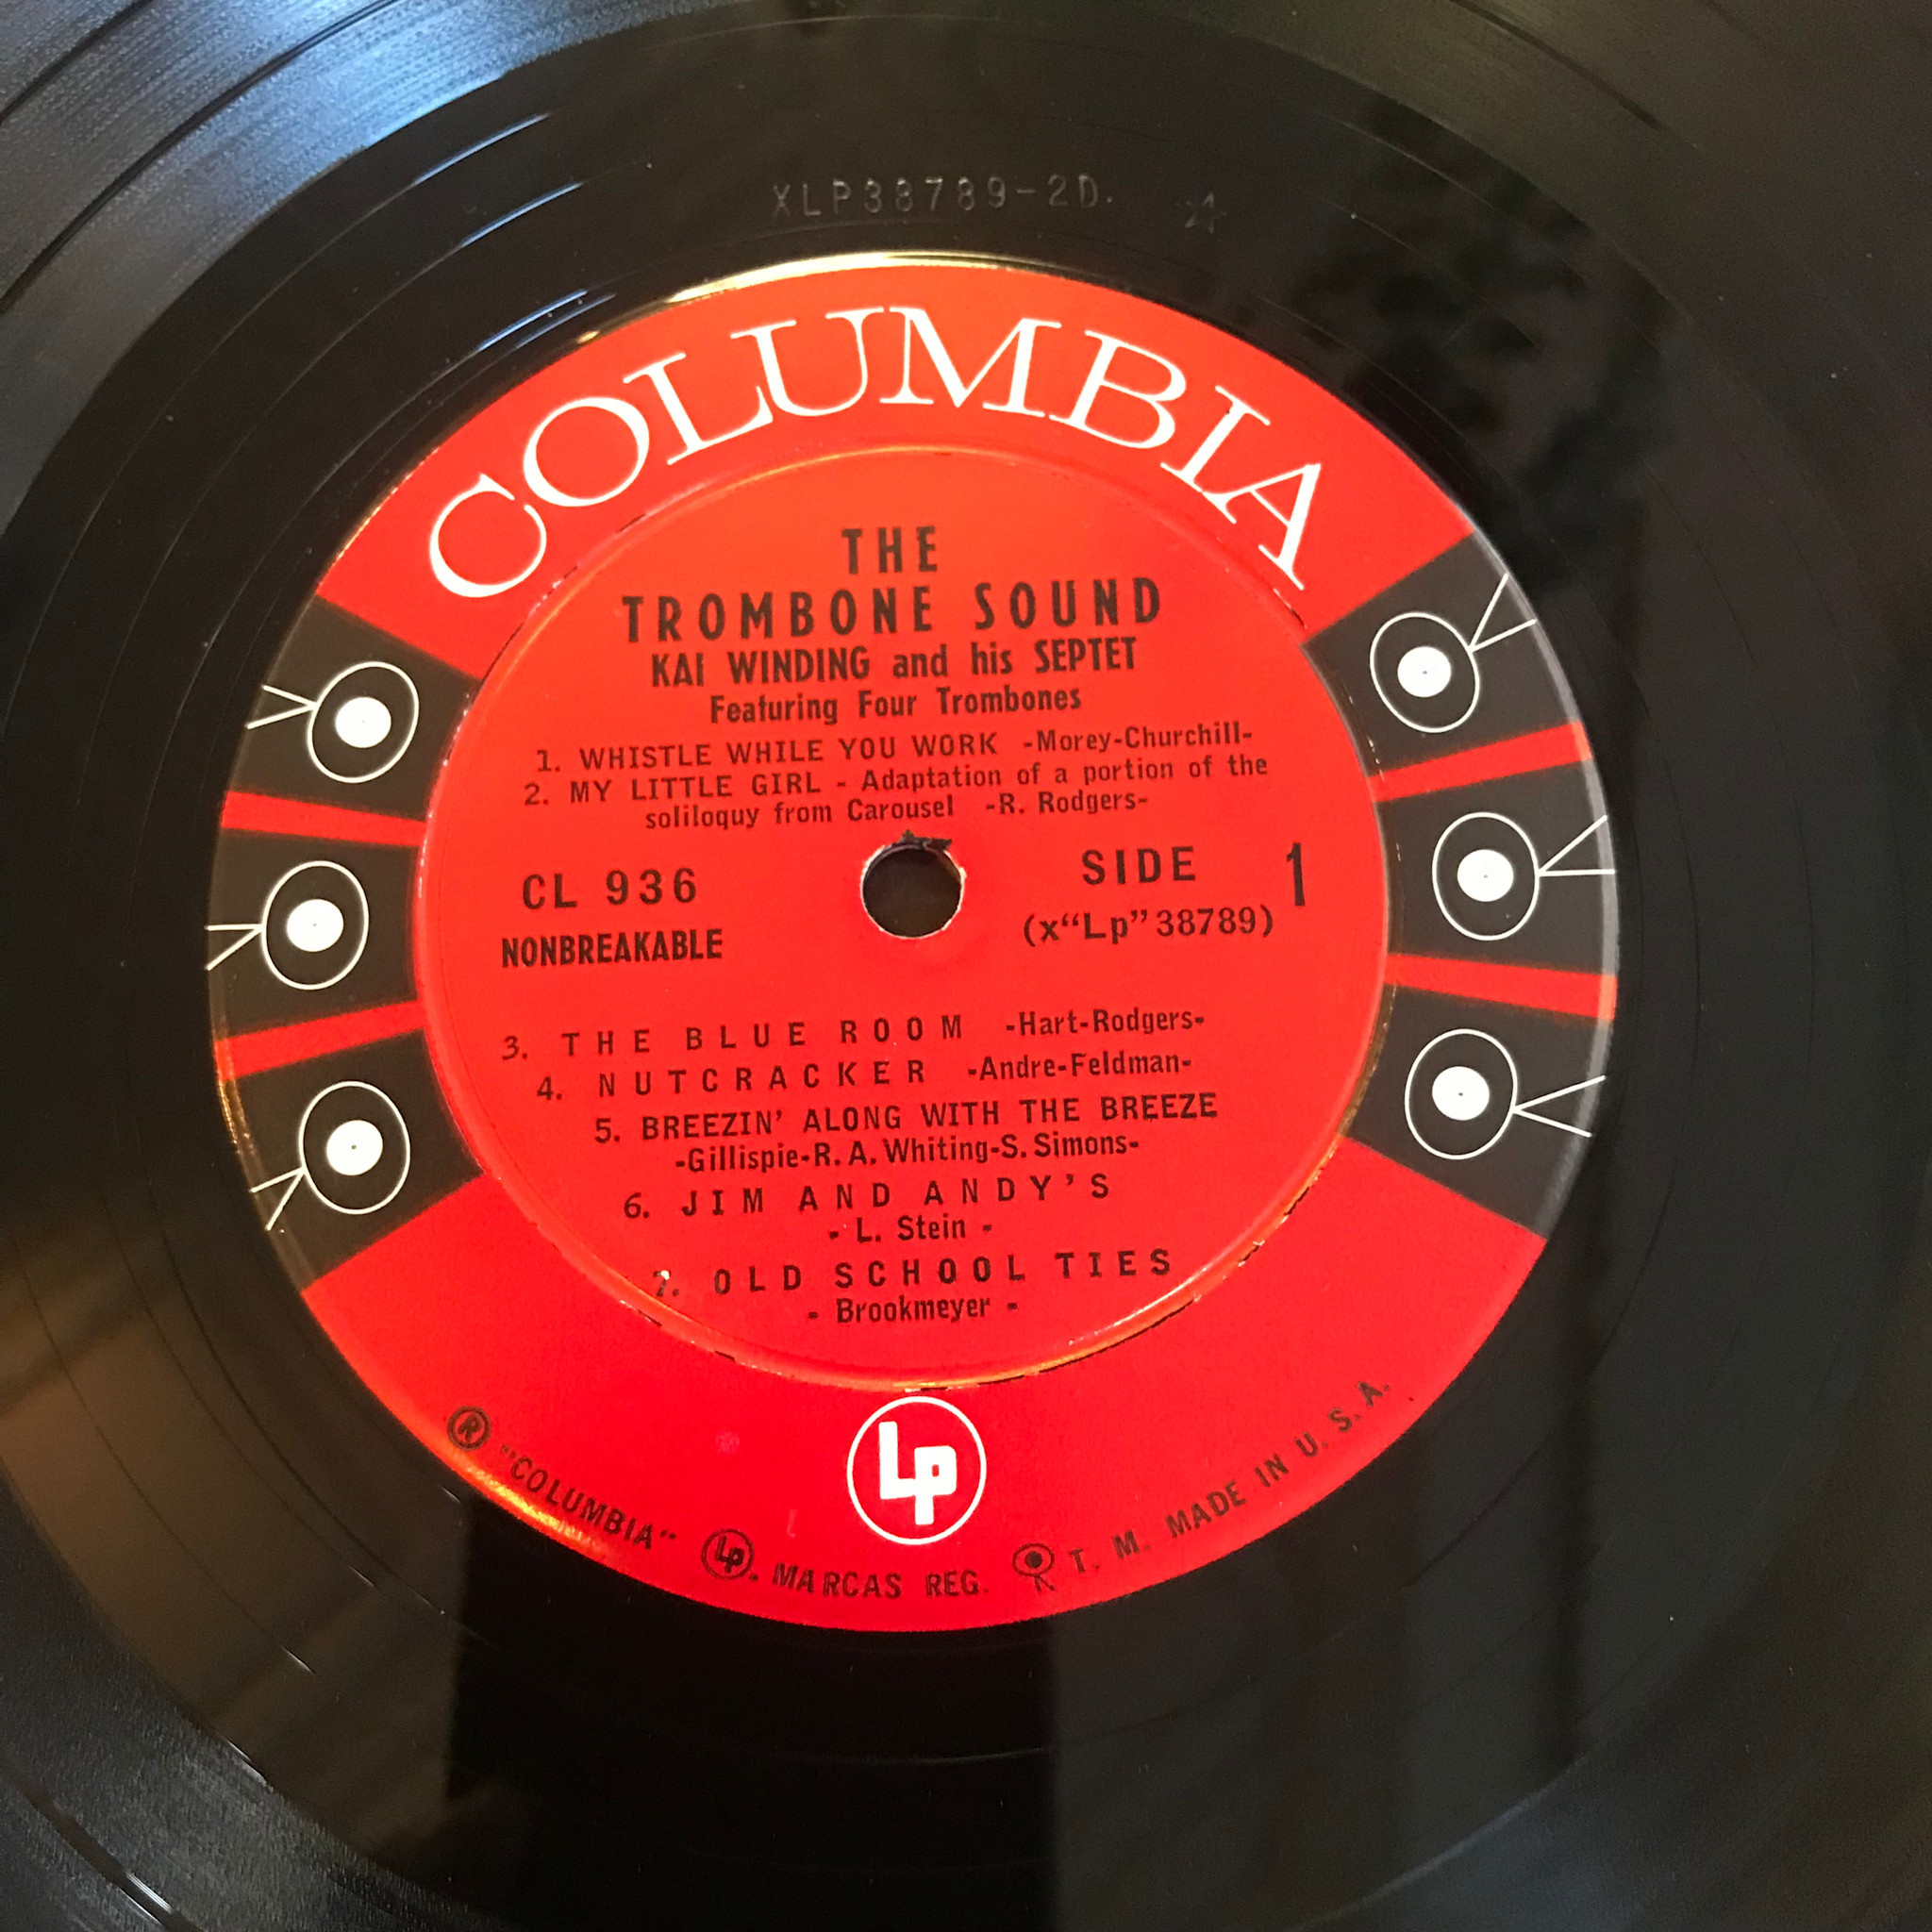 XLP38789-2D.
COLUMBIA
THE
TROMBONE SOUND
KAI WINDING and his SEPTET
Featuring Four Trombones
1. WHISTLE WHILE YOU WORK -Morey-Churchill-
2. MY LITTLE GIRL - Adaptation of a portion of the
soliloquy from Carousel -R. Rodgers-
CL 936
NONBREAKABLE
SIDE 1
(x“Lp”38789)
3. THE BLUE ROOM -Hart-Rodgers-
4. NUTCRACKER -Andre-Feldman-
5. BREEZIN' ALONG WITH THE BREEZE
-Gillispie-R. A. Whiting-S. Simons-
6. JIM AND ANDY'S
- L. Stein -
7. OLD SCHOOL TIES
- Brookmeyer -
Lp
® "COLUMBIA" Lp. MARCAS REG. T. M. MADE IN U. S. A.